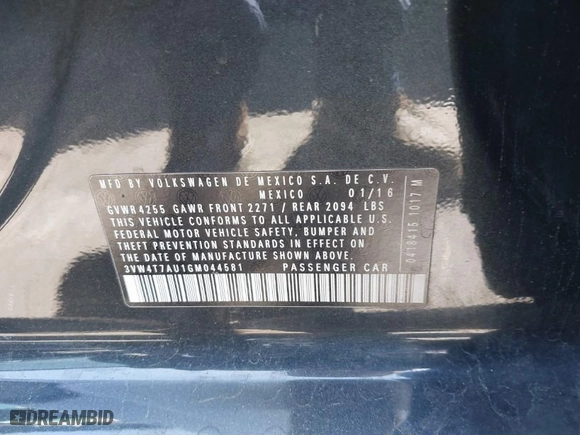 MFD BY VOLKSWAGEN DE MEXICO S.A. DE C.V.
MEXICO 01/16
GVWR 4255 GAWR FRONT 2271 / REAR 2094 LBS
THIS VEHICLE CONFORMS TO ALL APPLICABLE U.S.
FEDERAL MOTOR VEHICLE SAFETY, BUMPER, AND
THEFT PREVENTION STANDARDS IN EFFECT ON THE
DATE OF MANUFACTURE SHOWN ABOVE.
3VW4T7AU1GM044581 PASSENGER CAR
0418415 1017 M
DREAMBID